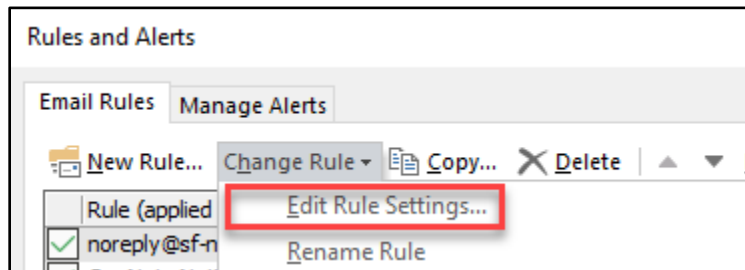 Rules and Alerts
Email Rules Manage Alerts
New Rule... Change Rule Copy... Delete
Rule (applied
Edit Rule Settings...
noreply@sf-n
Rename Rule